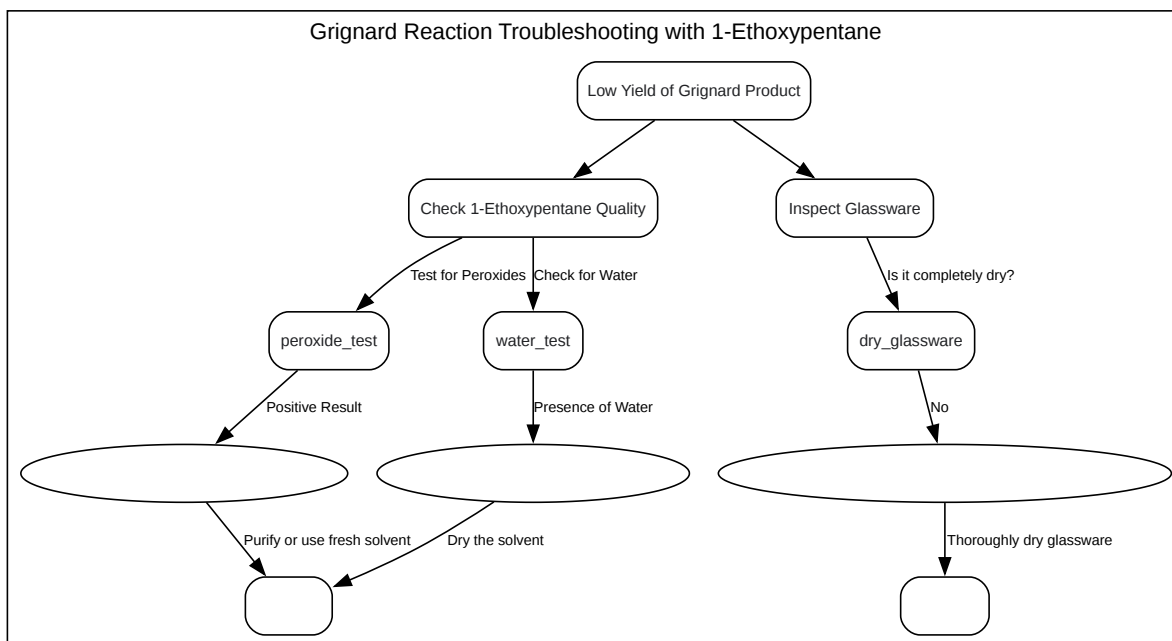 Grignard Reaction Troubleshooting with 1-Ethoxypentane
Low Yield of Grignard Product
Check 1-Ethoxypentane Quality
Inspect Glassware
Test for Peroxides
Check for Water
Is it completely dry?
peroxide_test
water_test
dry_glassware
Positive Result
Presence of Water
No
Purify or use fresh solvent
Dry the solvent
Thoroughly dry glassware